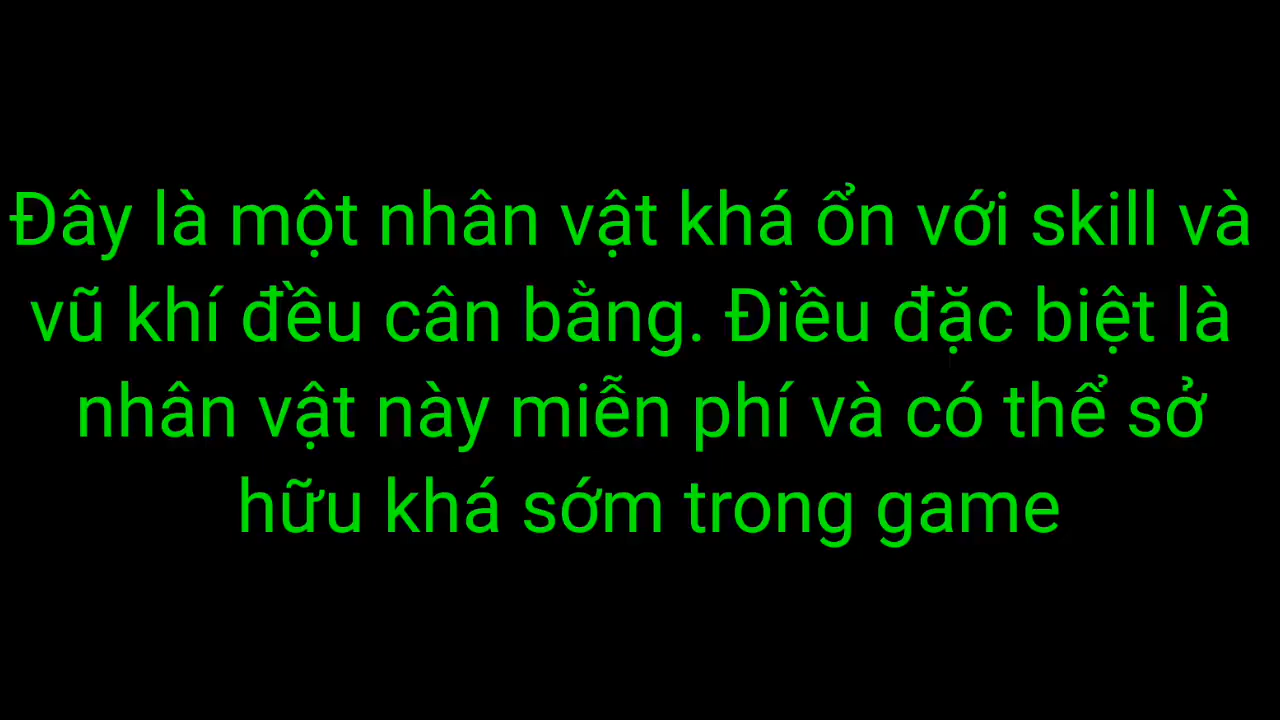 Đây là một nhân vật khá ổn với skill và
vũ khí đều cân bằng. Điều đặc biệt là
nhân vật này miễn phí và có thể sở
hữu khá sớm trong game